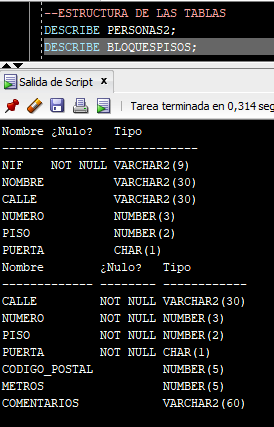 --ESTRUCTURA DE LAS TABLAS
DESCRIBE PERSONAS2;
DESCRIBE BLOQUESPISOS;
Salida de Script x
Tarea terminada en 0,314 seg
Nombre ¿Nulo?   Tipo
------ -------- ------------
NIF    NOT NULL VARCHAR2(9)
NOMBRE          VARCHAR2(30)
CALLE           VARCHAR2(30)
NUMERO          NUMBER(3)
PISO            NUMBER(2)
PUERTA          CHAR(1)
Nombre        ¿Nulo?   Tipo
------------- -------- ------------
CALLE         NOT NULL VARCHAR2(30)
NUMERO        NOT NULL NUMBER(3)
PISO          NOT NULL NUMBER(2)
PUERTA        NOT NULL CHAR(1)
CODIGO_POSTAL          NUMBER(5)
METROS                 NUMBER(5)
COMENTARIOS            VARCHAR2(60)